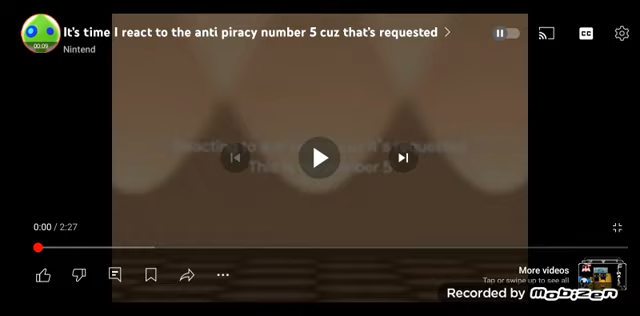 It's time I react to the anti piracy number 5 cuz that's requested
00:09
Nintend
CC
0:00 / 2:27
More videos
Tap or swipe up to see all
Recorded by mobizen